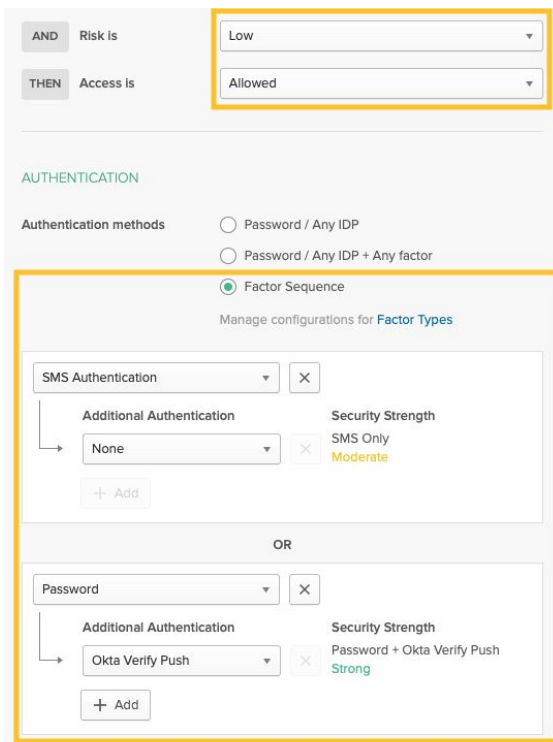 AND Risk is Low
THEN Access is Allowed
AUTHENTICATION
Authentication methods Password / Any IDP
Password / Any IDP + Any factor
Factor Sequence
Manage configurations for Factor Types
SMS Authentication
Additional Authentication Security Strength
None SMS Only
Moderate
+ Add
OR
Password
Additional Authentication Security Strength
Okta Verify Push Password + Okta Verify Push
Strong
+ Add